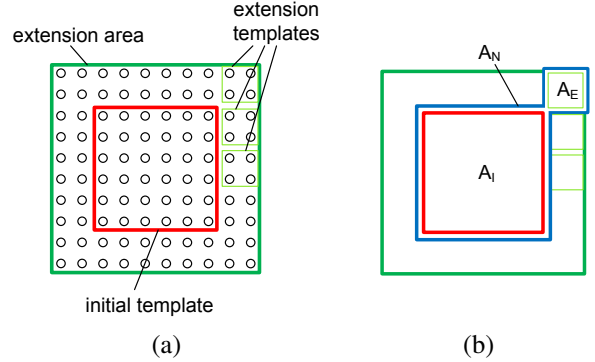 extension
extension area templates
A_N
A_E
A_I
initial template
(a) (b)